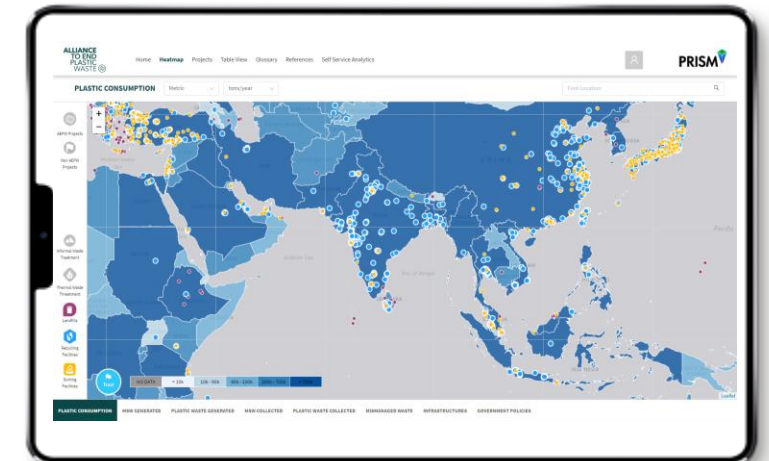 ALLIANCE
TO END
PLASTIC
WASTE
Home Heatmap Projects Table View Glossary References Self Service Analytics
PRISM
PLASTIC CONSUMPTION Metric tons/year Find Location
+
−
AEPW Projects
Non AEPW
Projects
Informal Waste
Treatment
Thermal Waste
Threatment
Landfills
Recycling
Facilities
Sorting
Facilities
Tour
NO DATA < 10k
Arabian Sea
Bay of Bengal
Pacific
Leaflet
PLASTIC CONSUMPTION MSW GENERATED PLASTIC WASTE GENERATED MSW COLLECTED PLASTIC WASTE COLLECTED MISMANAGED WASTE INFRASTRUCTURES GOVERNMENT POLICIES